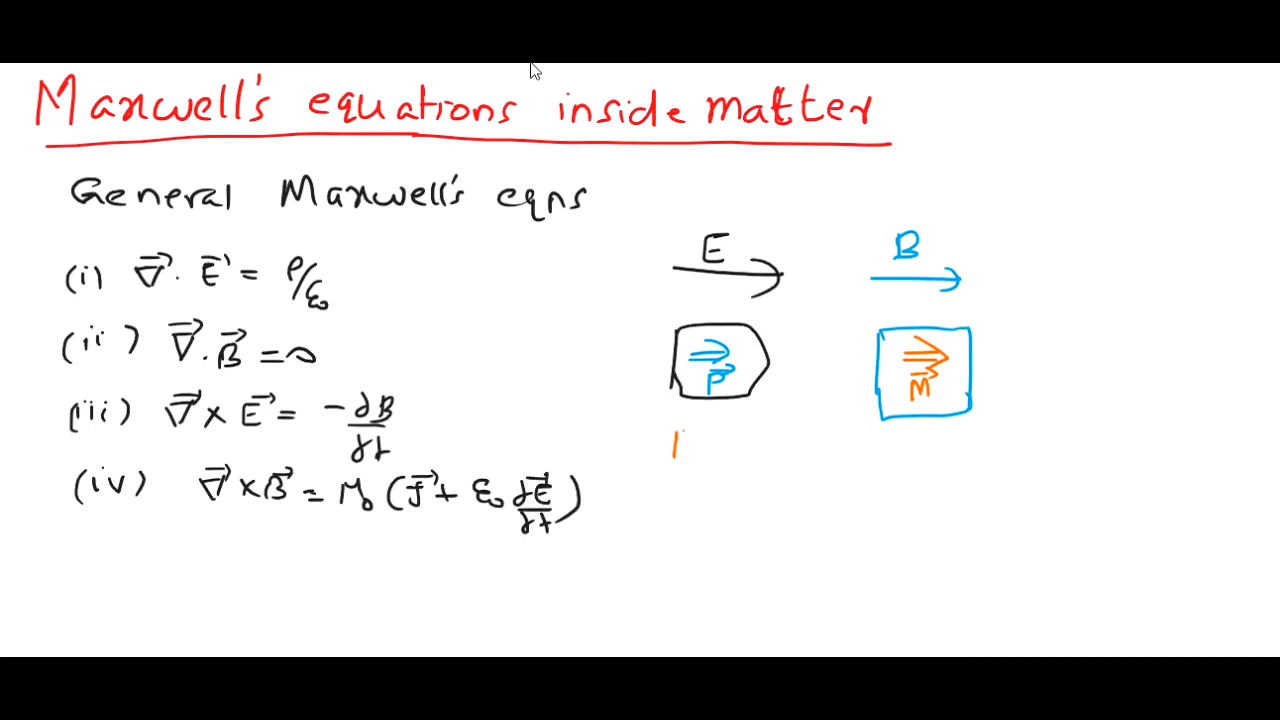 Maxwell's equations inside matter
General Maxwell's eqns
(i) ∇⃗ · E⃗ = ρ/ε₀
(ii) ∇⃗ . B⃗ = 0
(iii) ∇⃗ × E⃗ = - ∂B/∂t
(iv) ∇⃗ × B⃗ = μ₀ (J⃗ + ε₀ ∂E⃗/∂t)
E B
P⃗ M⃗